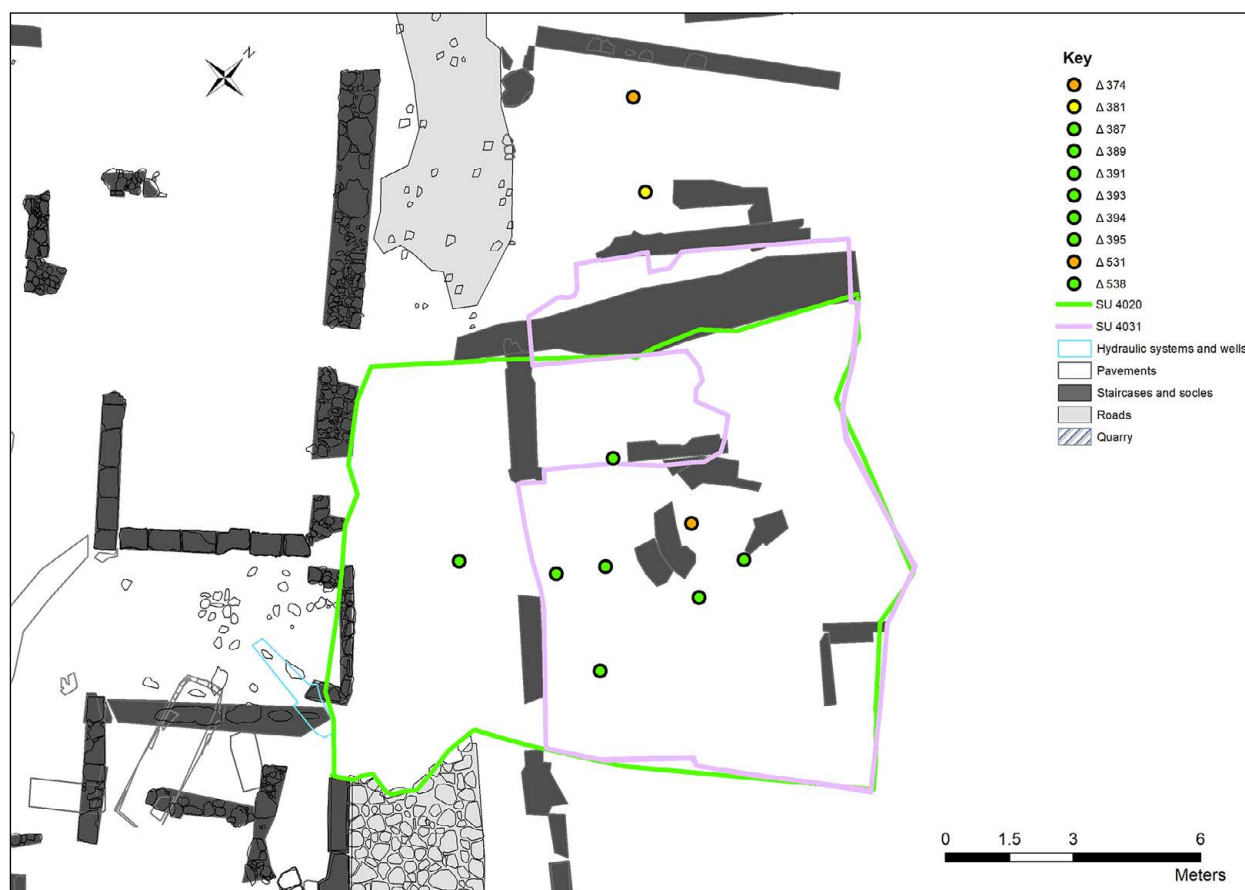 N
Key
Δ 374
Δ 381
Δ 387
Δ 389
Δ 391
Δ 393
Δ 394
Δ 395
Δ 531
Δ 538
SU 4020
SU 4031
Hydraulic systems and wells
Pavements
Staircases and socles
Roads
Quarry
0 1.5 3 6
Meters